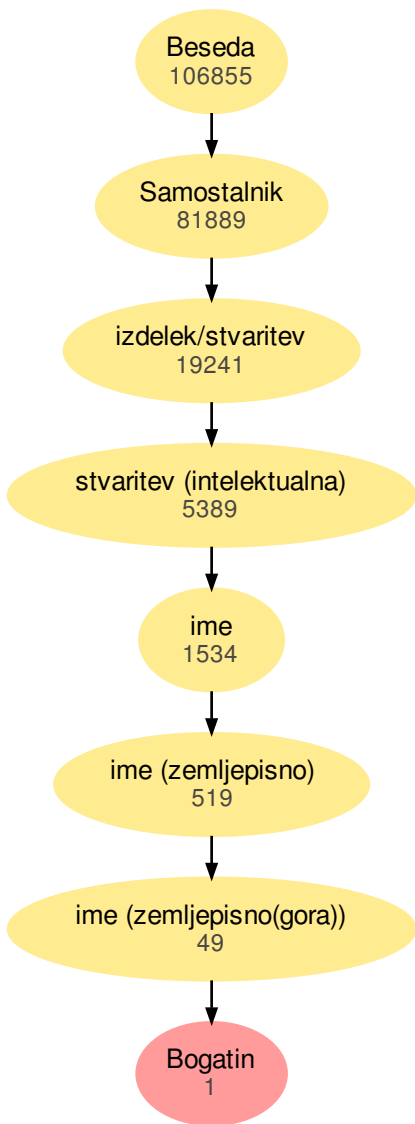 Beseda
106855
Samostalnik
81889
izdelek/stvaritev
19241
stvaritev (intelektualna)
5389
ime
1534
ime (zemljepisno)
519
ime (zemljepisno(gora))
49
Bogatin
1